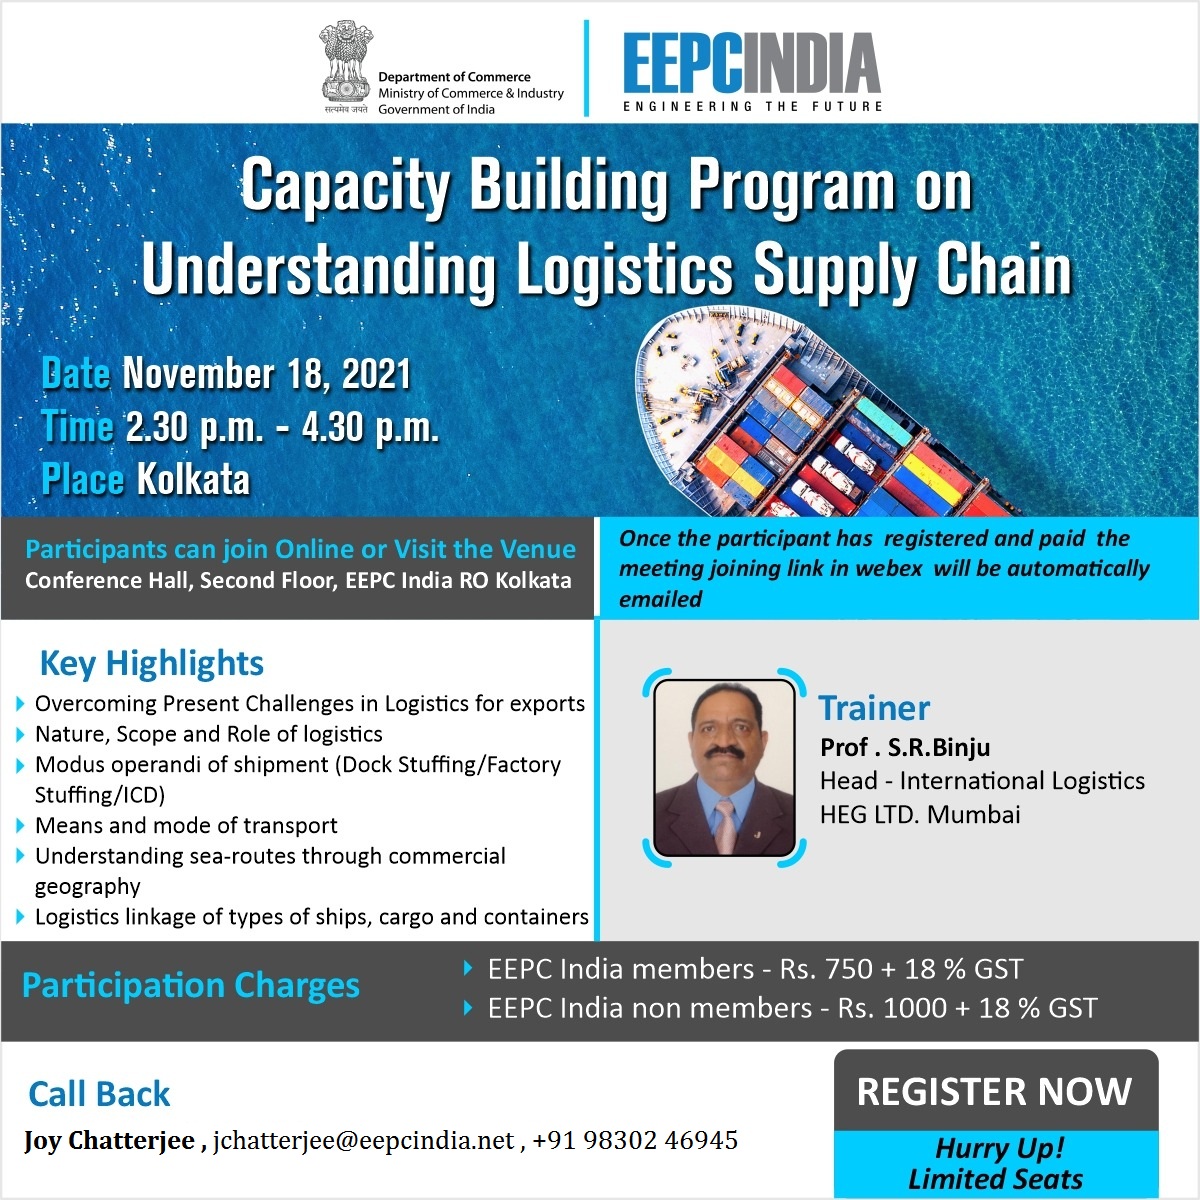 सत्यमेव जयते
Department of Commerce
Ministry of Commerce & Industry
Government of India
EEPCINDIA
ENGINEERING THE FUTURE
Capacity Building Program on
Understanding Logistics Supply Chain
Date November 18, 2021
Time 2.30 p.m. - 4.30 p.m.
Place Kolkata
Participants can join Online or Visit the Venue
Conference Hall, Second Floor, EEPC India RO Kolkata
Once the participant has registered and paid the
meeting joining link in webex will be automatically
emailed
Key Highlights
Overcoming Present Challenges in Logistics for exports
Nature, Scope and Role of logistics
Modus operandi of shipment (Dock Stuffing/Factory
Stuffing/ICD)
Means and mode of transport
Understanding sea-routes through commercial
geography
Logistics linkage of types of ships, cargo and containers
Trainer
Prof . S.R.Binju
Head - International Logistics
HEG LTD. Mumbai
Participation Charges
EEPC India members - Rs. 750 + 18 % GST
EEPC India non members - Rs. 1000 + 18 % GST
Call Back
Joy Chatterjee , jchatterjee@eepcindia.net , +91 98302 46945
REGISTER NOW
Hurry Up!
Limited Seats